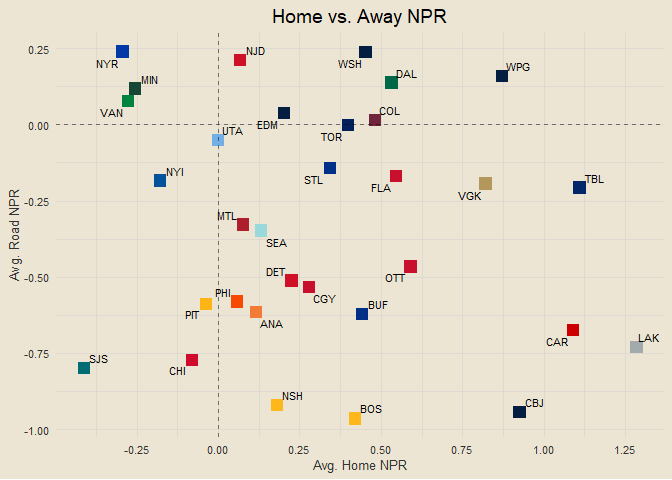 Home vs. Away NPR
0.25
NYR
NJD
WSH
WPG
MIN
DAL
VAN
COL
0.00
UTA
EDM
TOR
NYI
STL
FLA
VGK
TBL
-0.25
MTL
SEA
Avg. Road NPR
DET
OTT
-0.50
PHI
CGY
PIT
ANA
BUF
CAR
LAK
-0.75
SJS
CHI
NSH
BOS
CBJ
-1.00
-0.25 0.00 0.25 0.50 0.75 1.00 1.25
Avg. Home NPR